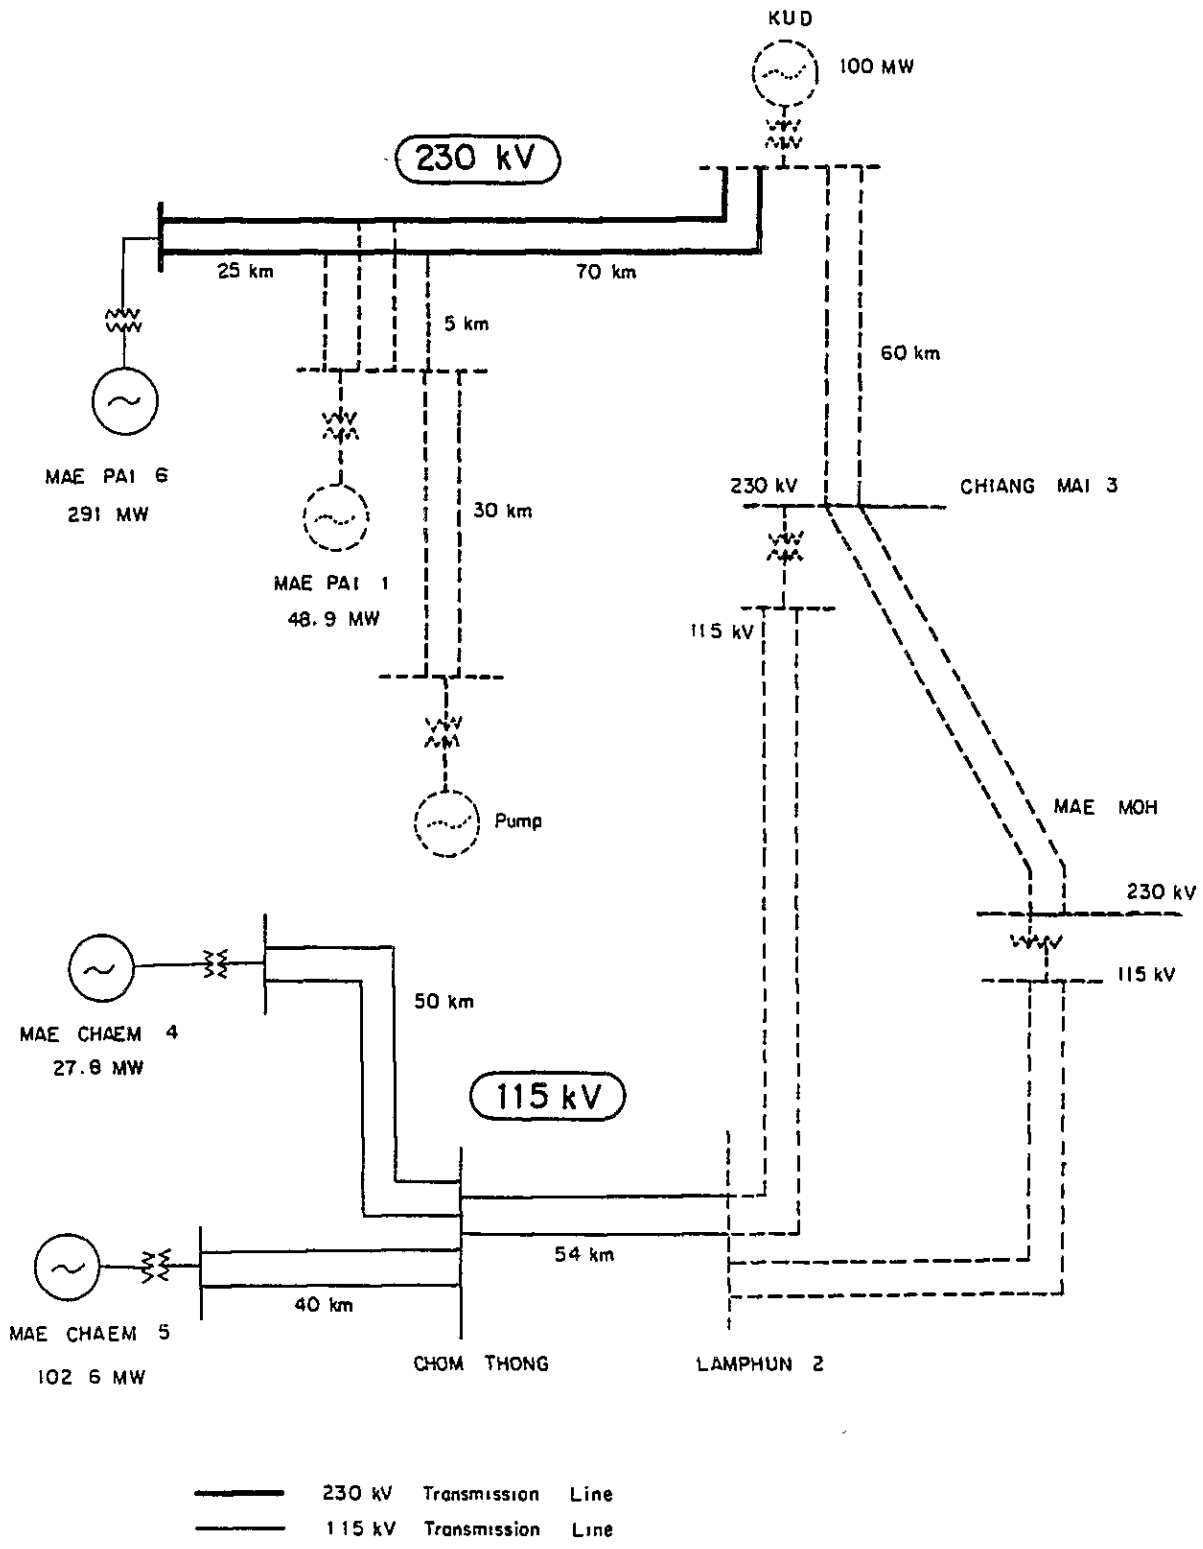 KUD
100 MW
230 kV
25 km
70 km
5 km
60 km
MAE PAI 6
291 MW
230 kV
CHIANG MAI 3
30 km
MAE PAI 1
48.9 MW
115 kV
MAE MOH
Pump
230 kV
115 kV
50 km
MAE CHAEM 4
27.8 MW
115 kV
54 km
40 km
MAE CHAEM 5
102 6 MW
CHOM THONG
LAMPHUN 2
230 kV Transmission Line
115 kV Transmission Line